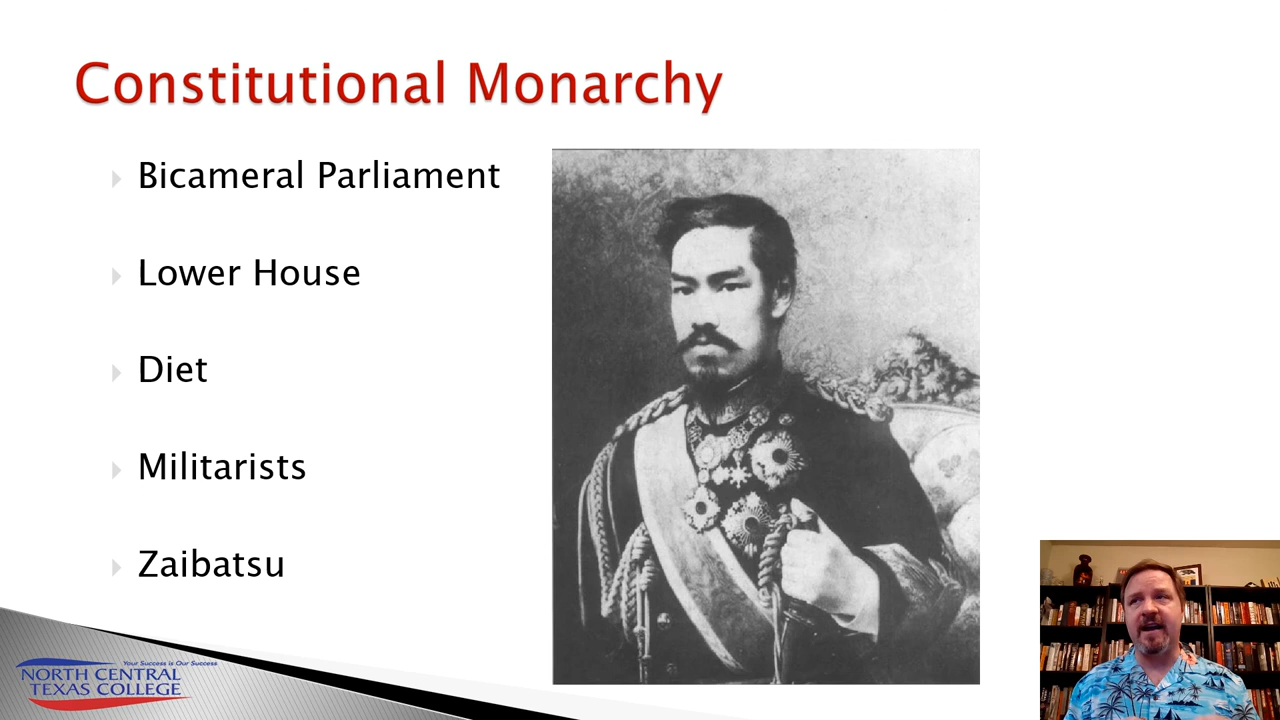 Constitutional Monarchy
Bicameral Parliament
Lower House
Diet
Militarists
Zaibatsu
Your Success is Our Success
NORTH CENTRAL
TEXAS COLLEGE